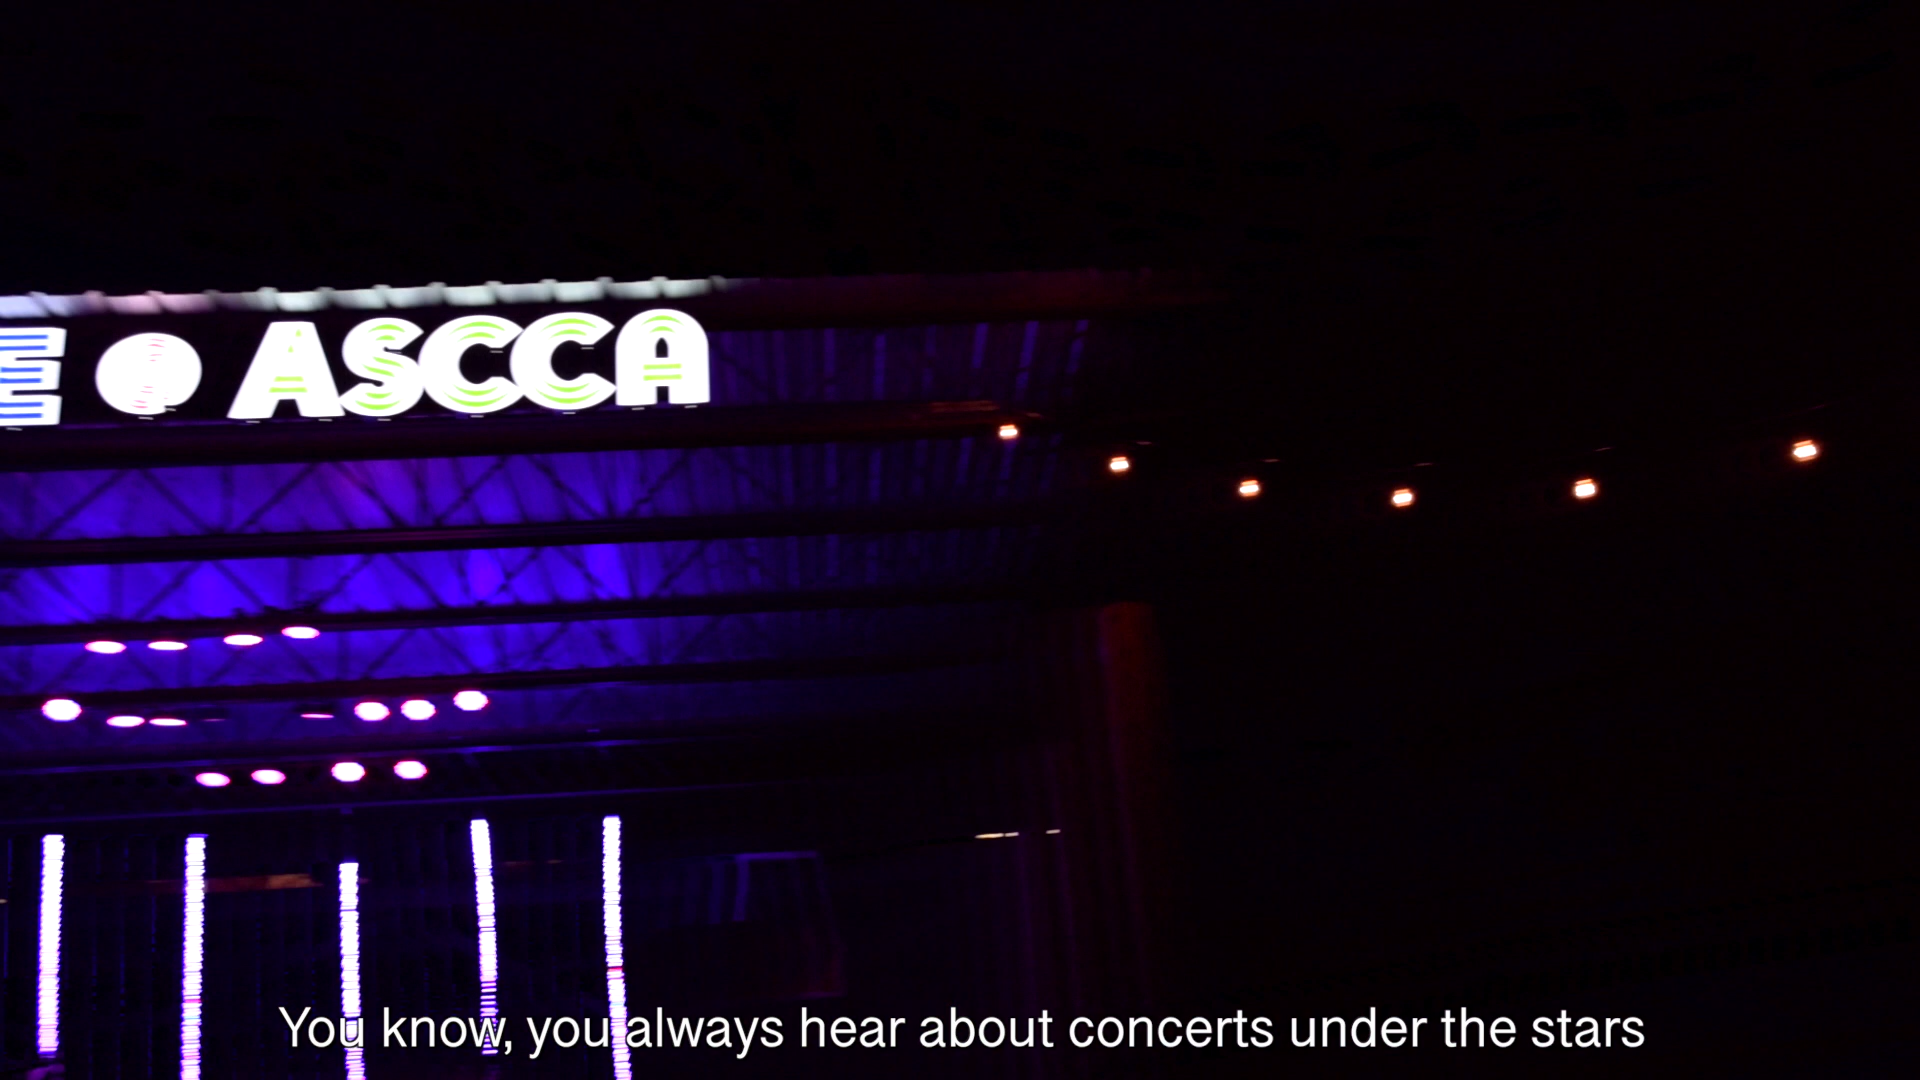 E @ ASCCA
You know, you always hear about concerts under the stars